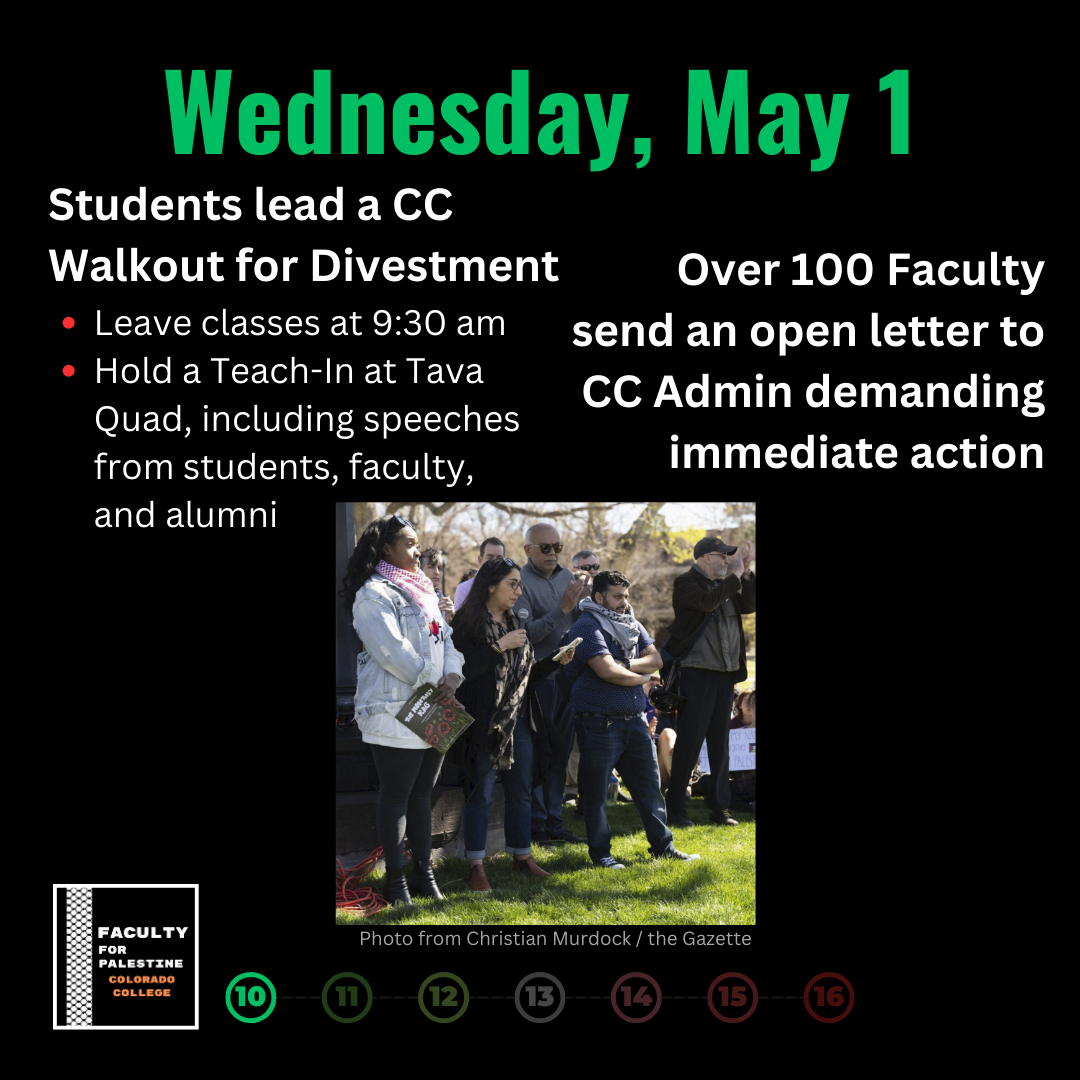 Wednesday, May 1
Students lead a CC
Walkout for Divestment
Leave classes at 9:30 am
Hold a Teach-In at Tava
Quad, including speeches
from students, faculty,
and alumni
Over 100 Faculty
send an open letter to
CC Admin demanding
immediate action
Photo from Christian Murdock / the Gazette
FACULTY
FOR
PALESTINE
COLORADO
COLLEGE
10 11 12 13 14 15 16